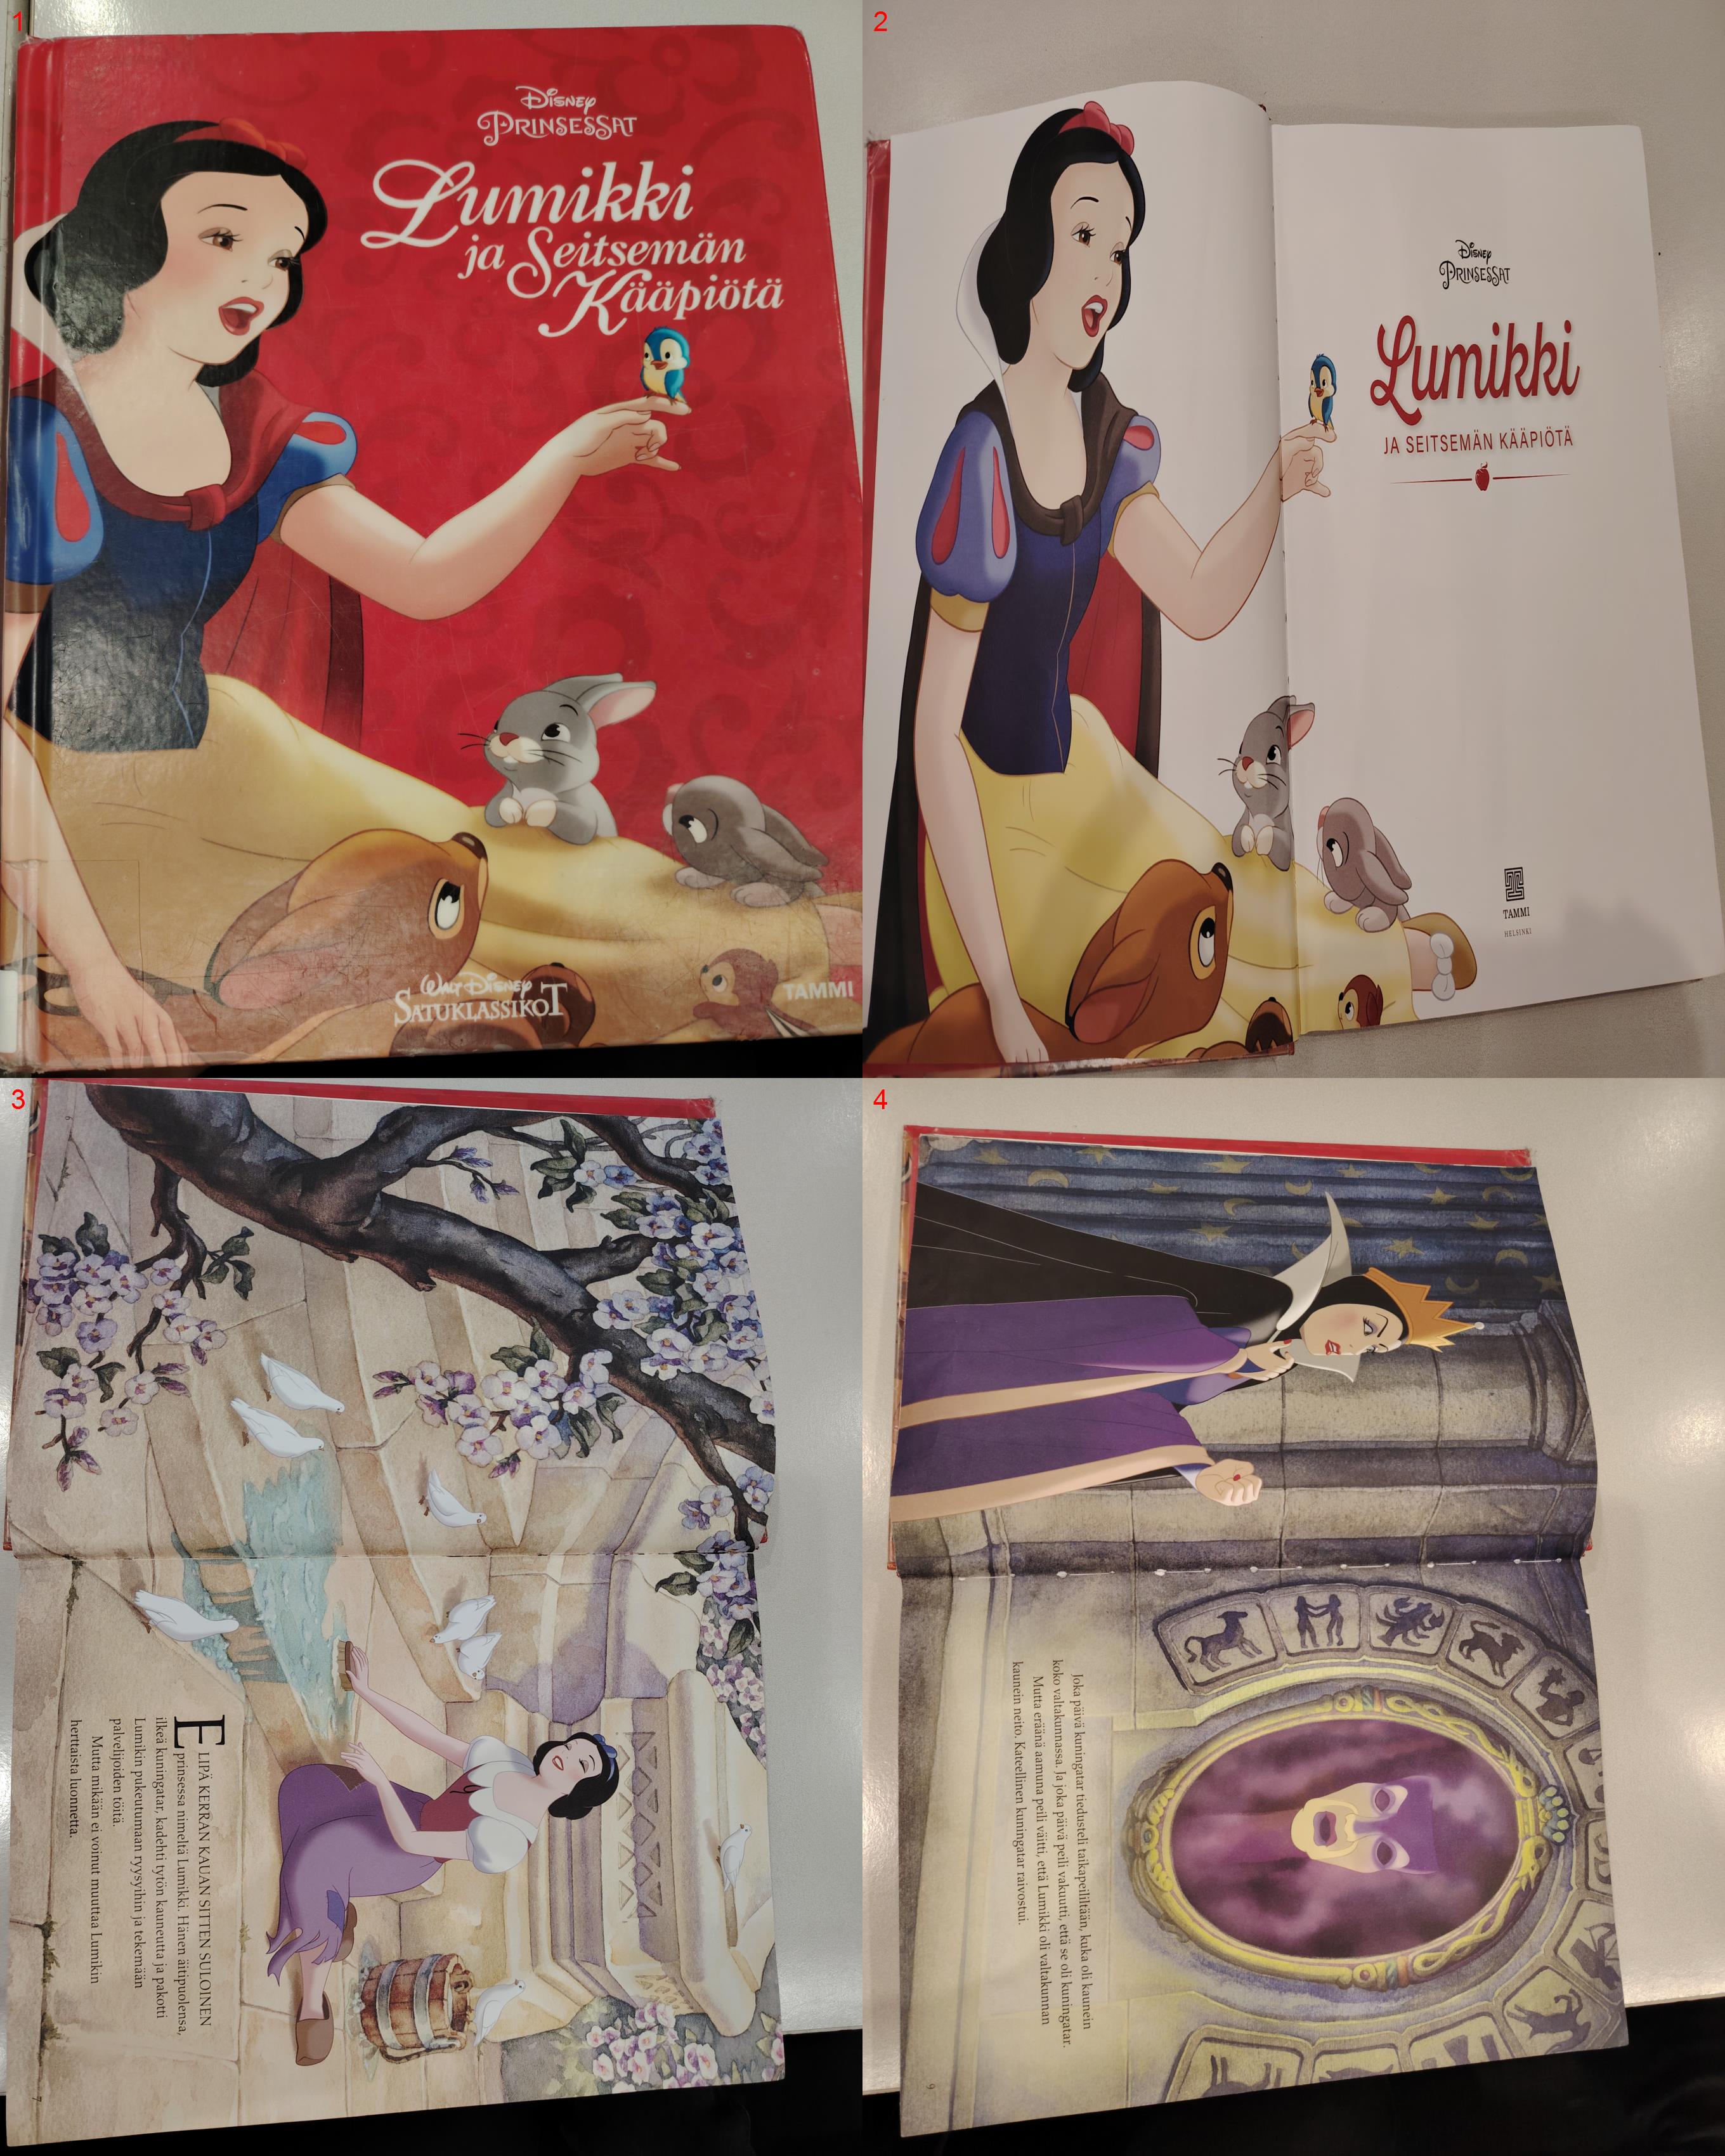 1
Disney
Prinsessat
Lumikki
ja Seitsemän
Kääpiötä
Walt Disney
Satuklassikot
TAMMI
2
Disney
Prinsessat
Lumikki
JA SEITSEMÄN KÄÄPIÖTÄ
TAMMI
HELSINKI
3
ELIPÄ KERRAN KAUAN SITTEN SULOINEN
prinsessa nimeltä Lumikki. Hänen äitipuolensa,
ilkeä kuningatar, kadehti tytön kauneutta ja pakotti
Lumikin pukeutumaan ryysyihin ja tekemään
palvelijoiden töitä.
Mutta mikään ei voinut muuttaa Lumikin
herttaista luonnetta.
7
4
Joka päivä kuningatar tiedusteli taikapeililtään, kuka oli kaunein
koko valtakunnassa. Ja joka päivä peili vakuutti, että se oli kuningatar.
Mutta eräänä aamuna peili väitti, että Lumikki oli valtakunnan
kaunein neito. Kateellinen kuningatar raivostui.
9